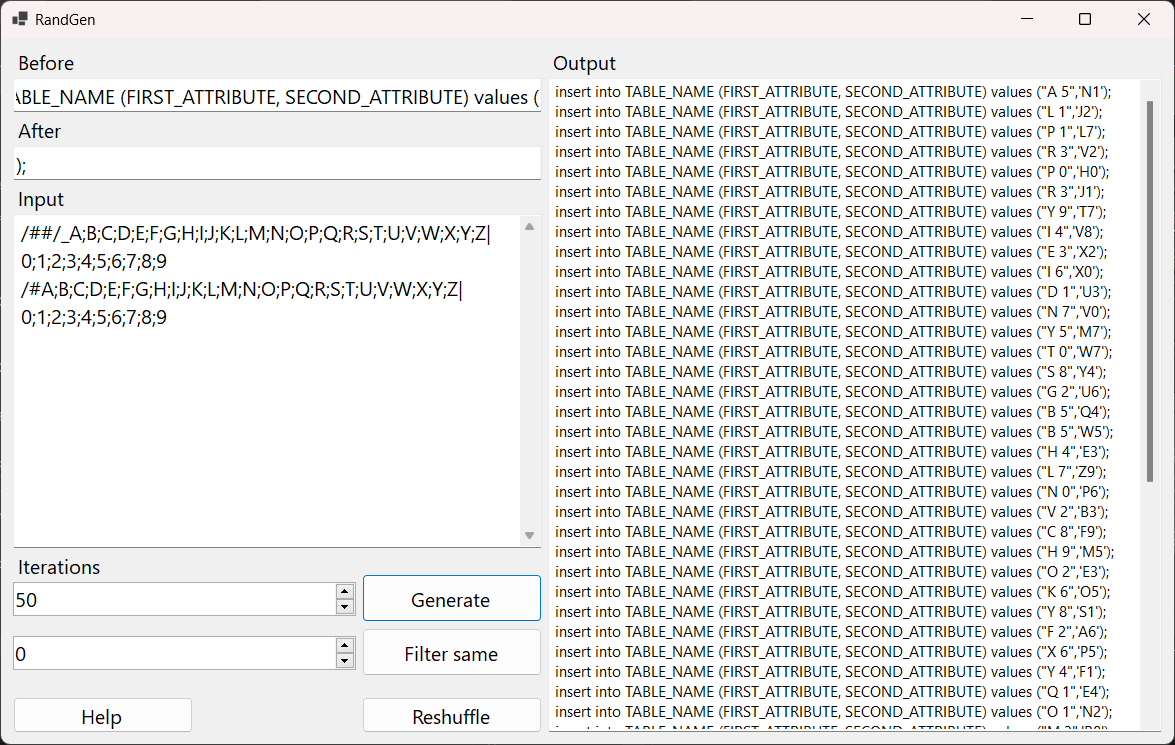 RandGen
Before
ABLE_NAME (FIRST_ATTRIBUTE, SECOND_ATTRIBUTE) values (
After
);
Input
/##/_A;B;C;D;E;F;G;H;I;J;K;L;M;N;O;P;Q;R;S;T;U;V;W;X;Y;Z|
0;1;2;3;4;5;6;7;8;9
/#A;B;C;D;E;F;G;H;I;J;K;L;M;N;O;P;Q;R;S;T;U;V;W;X;Y;Z|
0;1;2;3;4;5;6;7;8;9
Iterations
50
Generate
0
Filter same
Help
Reshuffle
Output
insert into TABLE_NAME (FIRST_ATTRIBUTE, SECOND_ATTRIBUTE) values ("A 5",'N1');
insert into TABLE_NAME (FIRST_ATTRIBUTE, SECOND_ATTRIBUTE) values ("L 1",'J2');
insert into TABLE_NAME (FIRST_ATTRIBUTE, SECOND_ATTRIBUTE) values ("P 1",'L7');
insert into TABLE_NAME (FIRST_ATTRIBUTE, SECOND_ATTRIBUTE) values ("R 3",'V2');
insert into TABLE_NAME (FIRST_ATTRIBUTE, SECOND_ATTRIBUTE) values ("P 0",'H0');
insert into TABLE_NAME (FIRST_ATTRIBUTE, SECOND_ATTRIBUTE) values ("R 3",'J1');
insert into TABLE_NAME (FIRST_ATTRIBUTE, SECOND_ATTRIBUTE) values ("Y 9",'T7');
insert into TABLE_NAME (FIRST_ATTRIBUTE, SECOND_ATTRIBUTE) values ("I 4",'V8');
insert into TABLE_NAME (FIRST_ATTRIBUTE, SECOND_ATTRIBUTE) values ("E 3",'X2');
insert into TABLE_NAME (FIRST_ATTRIBUTE, SECOND_ATTRIBUTE) values ("I 6",'X0');
insert into TABLE_NAME (FIRST_ATTRIBUTE, SECOND_ATTRIBUTE) values ("D 1",'U3');
insert into TABLE_NAME (FIRST_ATTRIBUTE, SECOND_ATTRIBUTE) values ("N 7",'V0');
insert into TABLE_NAME (FIRST_ATTRIBUTE, SECOND_ATTRIBUTE) values ("Y 5",'M7');
insert into TABLE_NAME (FIRST_ATTRIBUTE, SECOND_ATTRIBUTE) values ("T 0",'W7');
insert into TABLE_NAME (FIRST_ATTRIBUTE, SECOND_ATTRIBUTE) values ("S 8",'Y4');
insert into TABLE_NAME (FIRST_ATTRIBUTE, SECOND_ATTRIBUTE) values ("G 2",'U6');
insert into TABLE_NAME (FIRST_ATTRIBUTE, SECOND_ATTRIBUTE) values ("B 5",'Q4');
insert into TABLE_NAME (FIRST_ATTRIBUTE, SECOND_ATTRIBUTE) values ("B 5",'W5');
insert into TABLE_NAME (FIRST_ATTRIBUTE, SECOND_ATTRIBUTE) values ("H 4",'E3');
insert into TABLE_NAME (FIRST_ATTRIBUTE, SECOND_ATTRIBUTE) values ("L 7",'Z9');
insert into TABLE_NAME (FIRST_ATTRIBUTE, SECOND_ATTRIBUTE) values ("N 0",'P6');
insert into TABLE_NAME (FIRST_ATTRIBUTE, SECOND_ATTRIBUTE) values ("V 2",'B3');
insert into TABLE_NAME (FIRST_ATTRIBUTE, SECOND_ATTRIBUTE) values ("C 8",'F9');
insert into TABLE_NAME (FIRST_ATTRIBUTE, SECOND_ATTRIBUTE) values ("H 9",'M5');
insert into TABLE_NAME (FIRST_ATTRIBUTE, SECOND_ATTRIBUTE) values ("O 2",'E3');
insert into TABLE_NAME (FIRST_ATTRIBUTE, SECOND_ATTRIBUTE) values ("K 6",'O5');
insert into TABLE_NAME (FIRST_ATTRIBUTE, SECOND_ATTRIBUTE) values ("Y 8",'S1');
insert into TABLE_NAME (FIRST_ATTRIBUTE, SECOND_ATTRIBUTE) values ("F 2",'A6');
insert into TABLE_NAME (FIRST_ATTRIBUTE, SECOND_ATTRIBUTE) values ("X 6",'P5');
insert into TABLE_NAME (FIRST_ATTRIBUTE, SECOND_ATTRIBUTE) values ("Y 4",'F1');
insert into TABLE_NAME (FIRST_ATTRIBUTE, SECOND_ATTRIBUTE) values ("Q 1",'E4');
insert into TABLE_NAME (FIRST_ATTRIBUTE, SECOND_ATTRIBUTE) values ("O 1",'N2');